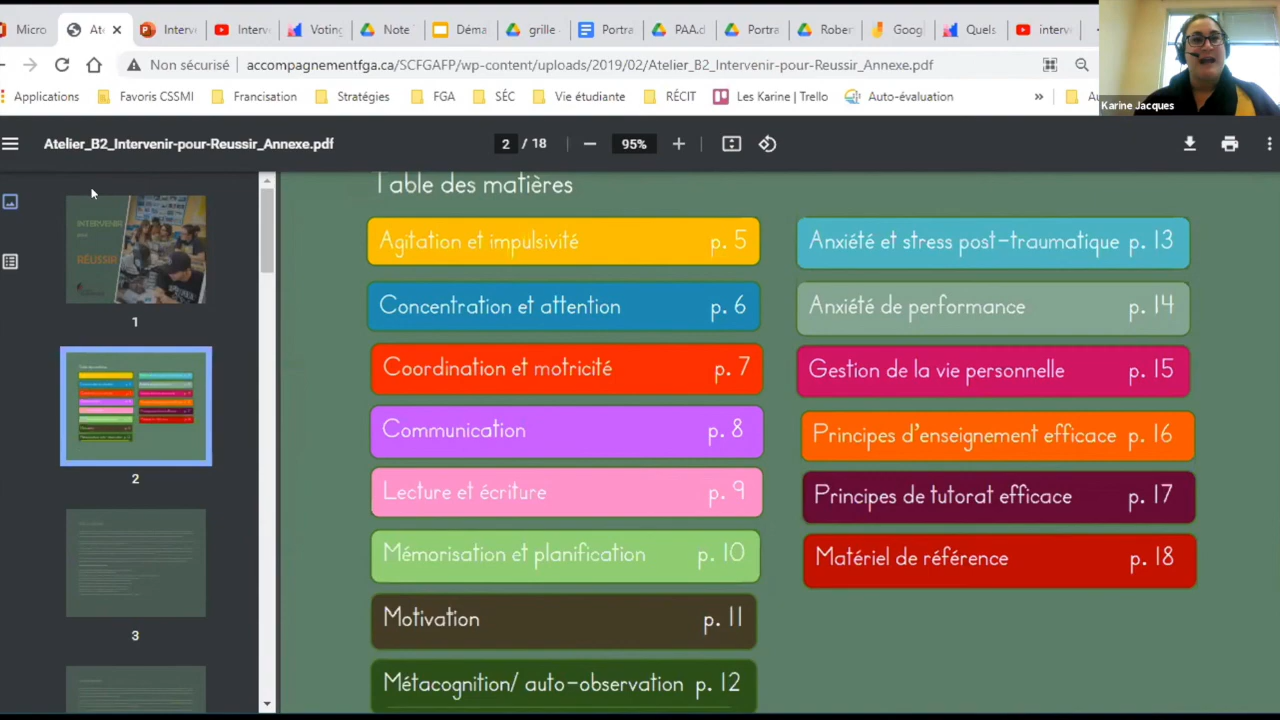 Micro
Ate
Interv
Interv
Voting
Note
Déma
grille
Portra
PAA.d
Portra
Rober
Goog
Quels
interv
Non sécurisé
accompagnementfga.ca/SCFGAFP/wp-content/uploads/2019/02/Atelier_B2_Intervenir-pour-Reussir_Annexe.pdf
Applications
Favoris CSSMI
Francisation
Stratégies
FGA
SÉC
Vie étudiante
RÉCIT
Les Karine | Trello
Auto-évaluation
»
Au
Karine Jacques
Atelier_B2_Intervenir-pour-Reussir_Annexe.pdf
2 / 18
95%
INTERVENIR
pour
RÉUSSIR
1
2
3
Table des matières
Agitation et impulsivité p. 5
Concentration et attention p. 6
Coordination et motricité p. 7
Communication p. 8
Lecture et écriture p. 9
Mémorisation et planification p. 10
Motivation p. 11
Métacognition/ auto-observation p. 12
Anxiété et stress post-traumatique p. 13
Anxiété de performance p. 14
Gestion de la vie personnelle p. 15
Principes d'enseignement efficace p. 16
Principes de tutorat efficace p. 17
Matériel de référence p. 18